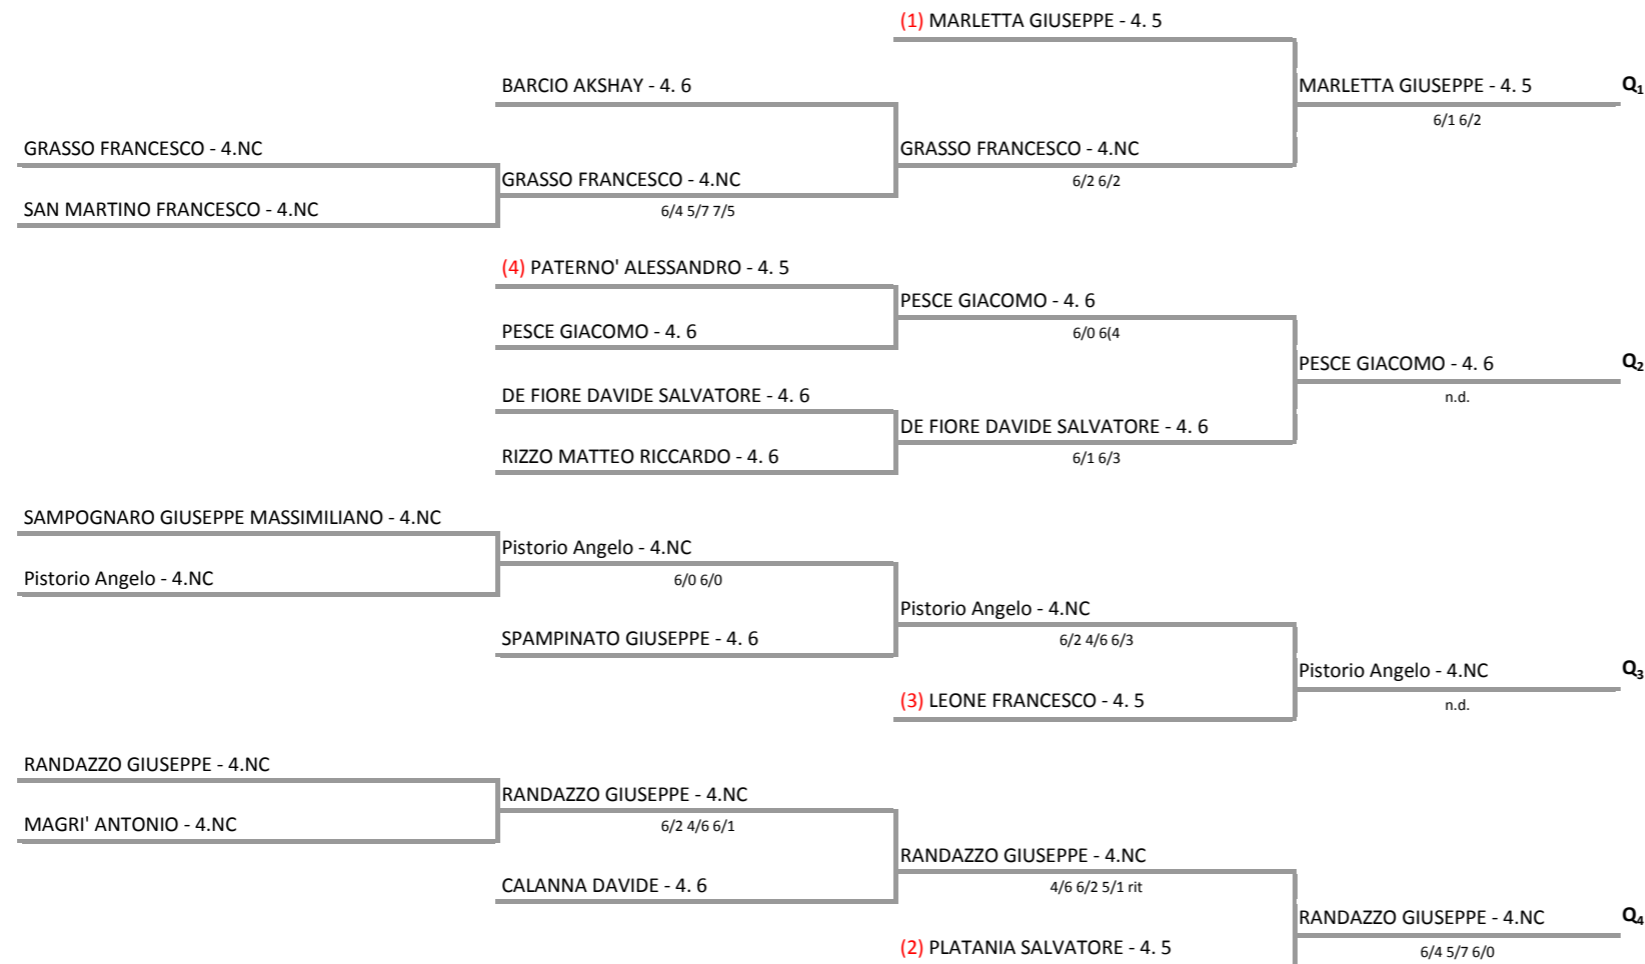 (1) MARLETTA GIUSEPPE - 4. 5
BARCIO AKSHAY - 4. 6
MARLETTA GIUSEPPE - 4. 5
Q1
6/1 6/2
GRASSO FRANCESCO - 4.NC
GRASSO FRANCESCO - 4.NC
GRASSO FRANCESCO - 4.NC
6/2 6/2
SAN MARTINO FRANCESCO - 4.NC
6/4 5/7 7/5
(4) PATERNO' ALESSANDRO - 4. 5
PESCE GIACOMO - 4. 6
PESCE GIACOMO - 4. 6
6/0 6(4
PESCE GIACOMO - 4. 6
Q2
n.d.
DE FIORE DAVIDE SALVATORE - 4. 6
DE FIORE DAVIDE SALVATORE - 4. 6
RIZZO MATTEO RICCARDO - 4. 6
6/1 6/3
SAMPOGNARO GIUSEPPE MASSIMILIANO - 4.NC
Pistorio Angelo - 4.NC
Pistorio Angelo - 4.NC
6/0 6/0
Pistorio Angelo - 4.NC
SPAMPINATO GIUSEPPE - 4. 6
6/2 4/6 6/3
Pistorio Angelo - 4.NC
Q3
(3) LEONE FRANCESCO - 4. 5
n.d.
RANDAZZO GIUSEPPE - 4.NC
RANDAZZO GIUSEPPE - 4.NC
MAGRI' ANTONIO - 4.NC
6/2 4/6 6/1
RANDAZZO GIUSEPPE - 4.NC
CALANNA DAVIDE - 4. 6
4/6 6/2 5/1 rit
RANDAZZO GIUSEPPE - 4.NC
Q4
(2) PLATANIA SALVATORE - 4. 5
6/4 5/7 6/0